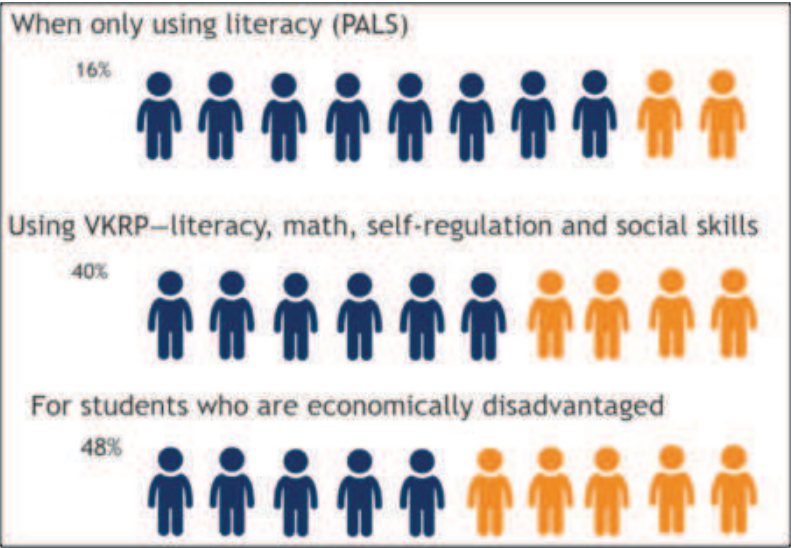 When only using literacy (PALS)
16%
Using VKRP—literacy, math, self-regulation and social skills
40%
For students who are economically disadvantaged
48%